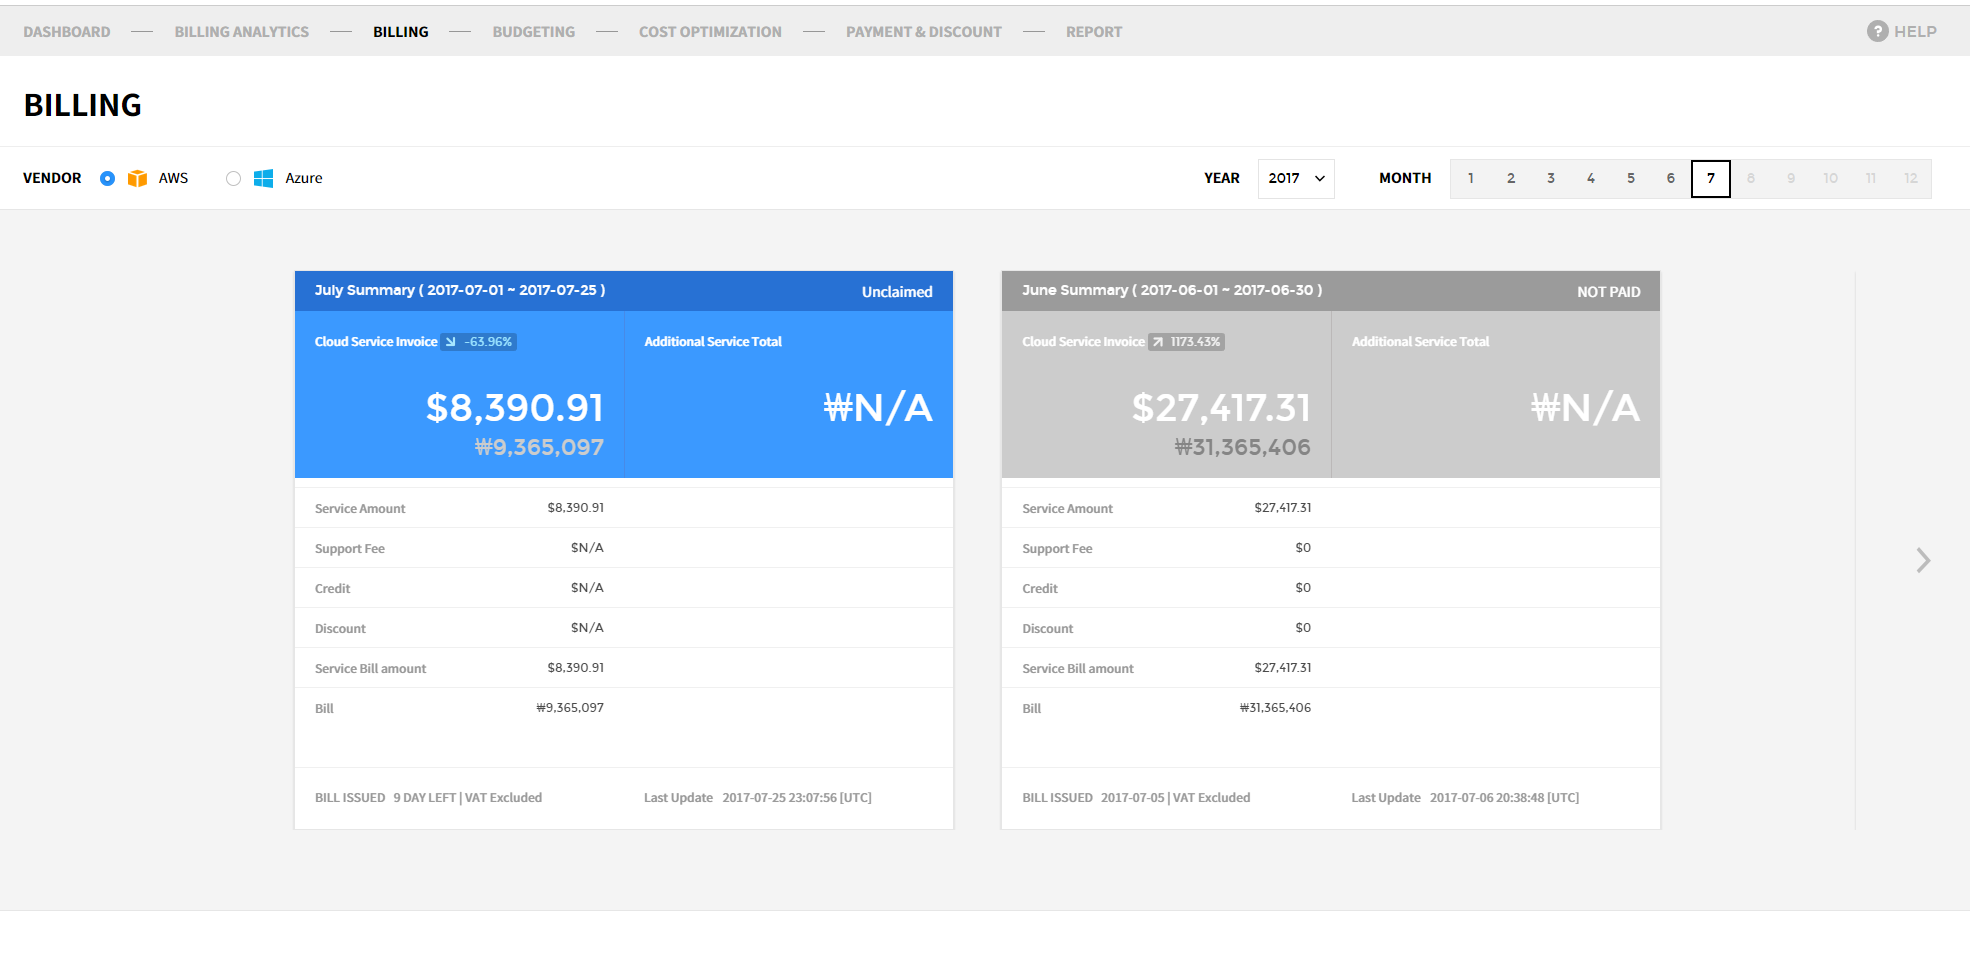 DASHBOARD — BILLING ANALYTICS — BILLING — BUDGETING — COST OPTIMIZATION — PAYMENT & DISCOUNT — REPORT ? HELP
BILLING
VENDOR AWS Azure YEAR 2017 MONTH 1 2 3 4 5 6 7 8 9 10 11 12
July Summary ( 2017-07-01 ~ 2017-07-25 ) Unclaimed
Cloud Service Invoice -63.96% Additional Service Total
$8,390.91 ₩N/A
₩9,365,097
Service Amount $8,390.91
Support Fee $N/A
Credit $N/A
Discount $N/A
Service Bill amount $8,390.91
Bill ₩9,365,097
BILL ISSUED 9 DAY LEFT | VAT Excluded Last Update 2017-07-25 23:07:56 [UTC]
June Summary ( 2017-06-01 ~ 2017-06-30 ) NOT PAID
Cloud Service Invoice 1173.43% Additional Service Total
$27,417.31 ₩N/A
₩31,365,406
Service Amount $27,417.31
Support Fee $0
Credit $0
Discount $0
Service Bill amount $27,417.31
Bill ₩31,365,406
BILL ISSUED 2017-07-05 | VAT Excluded Last Update 2017-07-06 20:38:48 [UTC]